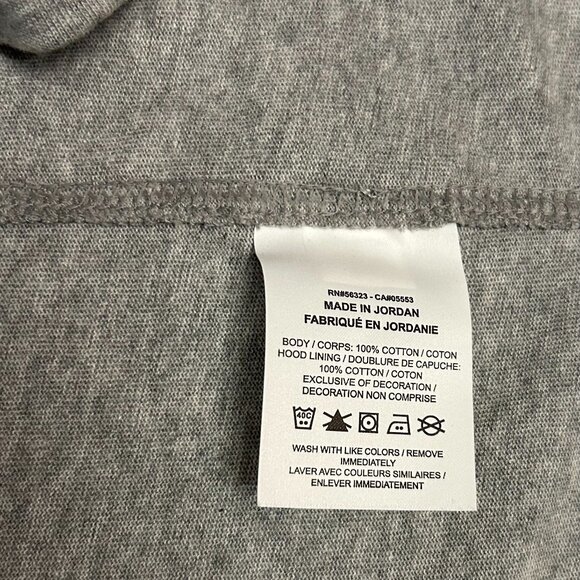 RN#56323 - CA#05553
MADE IN JORDAN
FABRIQUÉ EN JORDANIE
BODY / CORPS: 100% COTTON / COTON
HOOD LINING / DOUBLURE DE CAPUCHE:
100% COTTON / COTON
EXCLUSIVE OF DECORATION /
DECORATION NON COMPRISE
40C
WASH WITH LIKE COLORS / REMOVE
IMMEDIATELY
LAVER AVEC COULEURS SIMILAIRES /
ENLEVER IMMEDIATEMENT